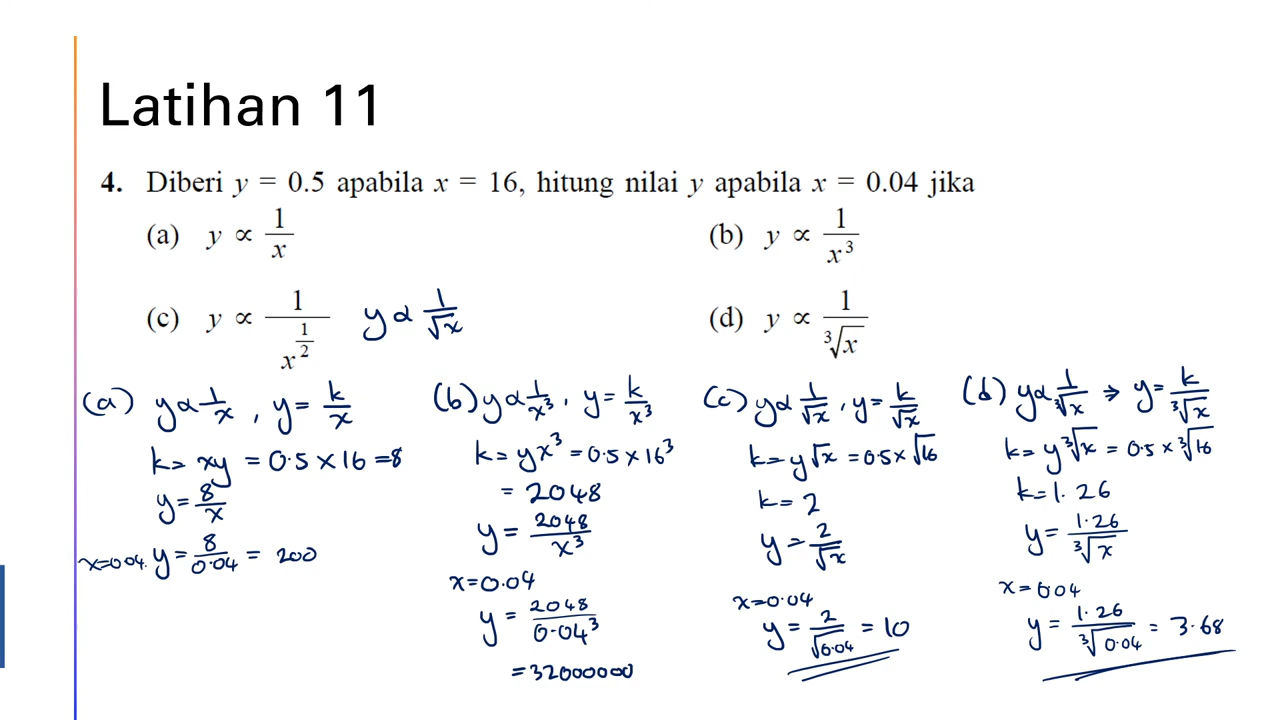 Latihan 11
4. Diberi y = 0.5 apabila x = 16, hitung nilai y apabila x = 0.04 jika
(a) y ∝ 1/x
(b) y ∝ 1/x³
(c) y ∝ 1/x^(1/2) y ∝ 1/√x
(d) y ∝ 1/∛x
(a) y ∝ 1/x, y = k/x
k = xy = 0.5 × 16 = 8
y = 8/x
x=0.04. y = 8/0.04 = 200
(b) y ∝ 1/x³, y = k/x³
k = yx³ = 0.5 × 16³
= 2048
y = 2048/x³
x = 0.04
y = 2048/0.04³
= 32000000
(c) y ∝ 1/√x, y = k/√x
k = y√x = 0.5 × √16
k = 2
y = 2/√x
x = 0.04
y = 2/√0.04 = 10
(d) y ∝ 1/∛x ⇒ y = k/∛x
k = y∛x = 0.5 × ∛16
k = 1.26
y = 1.26/∛x
x = 0.04
y = 1.26/∛0.04 = 3.68